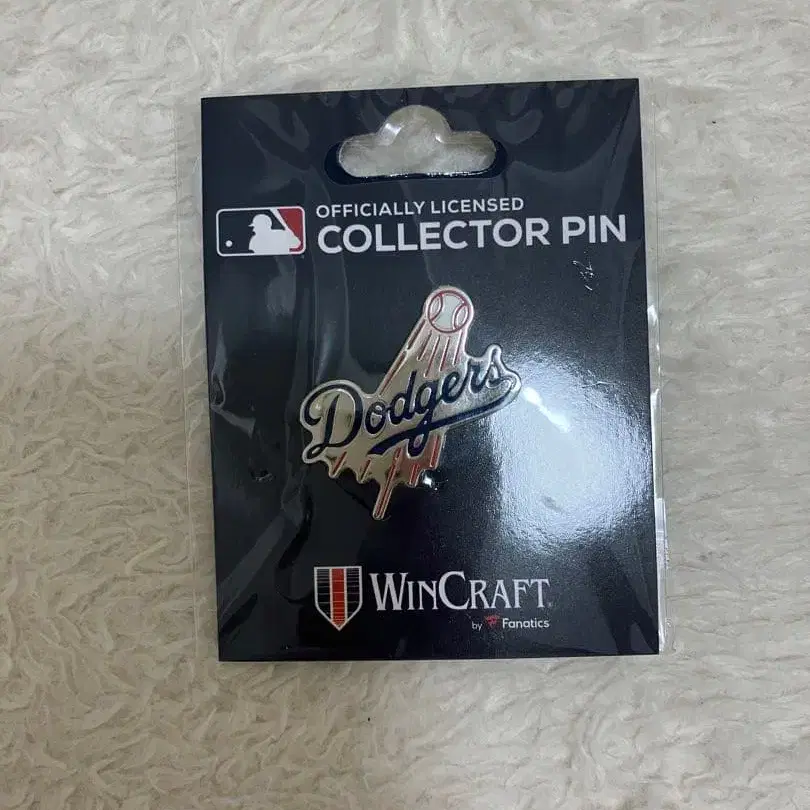 OFFICIALLY LICENSED
COLLECTOR PIN
Dodgers
WINCRAFT
by Fanatics